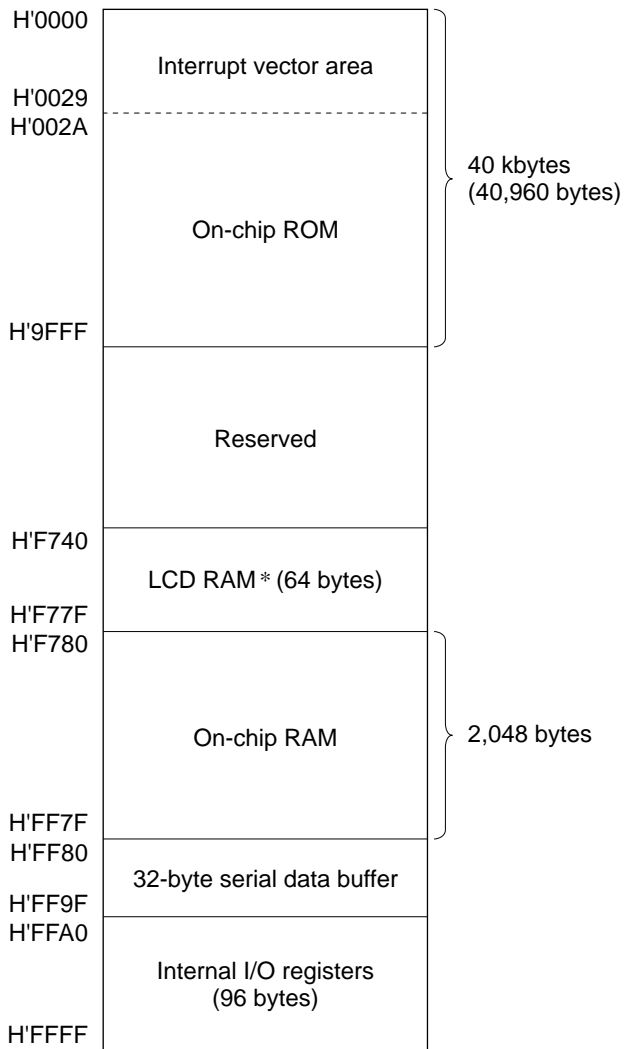 H'0000
Interrupt vector area
H'0029
H'002A
40 kbytes
(40,960 bytes)
On-chip ROM
H'9FFF
Reserved
H'F740
LCD RAM* (64 bytes)
H'F77F
H'F780
On-chip RAM
2,048 bytes
H'FF7F
H'FF80
32-byte serial data buffer
H'FF9F
H'FFA0
Internal I/O registers
(96 bytes)
H'FFFF